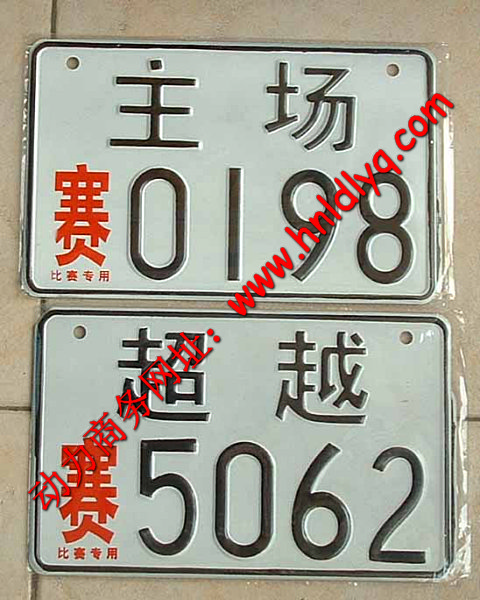 主场
赛 0198
比赛专用
超越
赛 5062
比赛专用
动力商务网址：www.hnldlyq.com